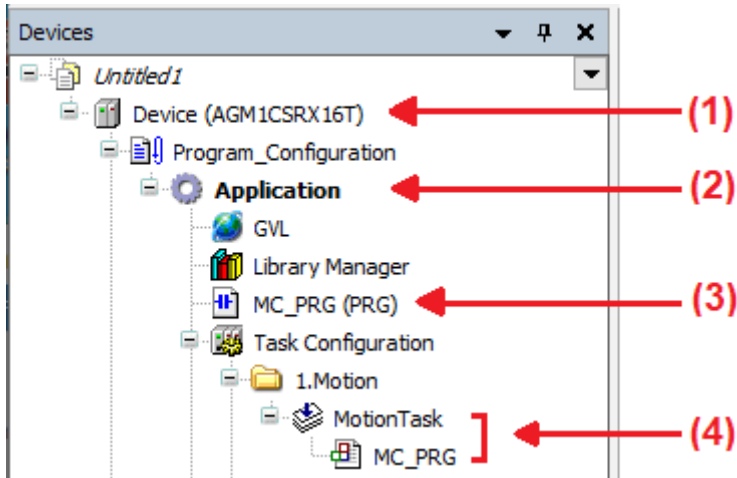 Devices
Untitled1
Device (AGM1CSRX16T) (1)
Program_Configuration
Application (2)
GVL
Library Manager
MC_PRG (PRG) (3)
Task Configuration
1.Motion
MotionTask
(4)
MC_PRG